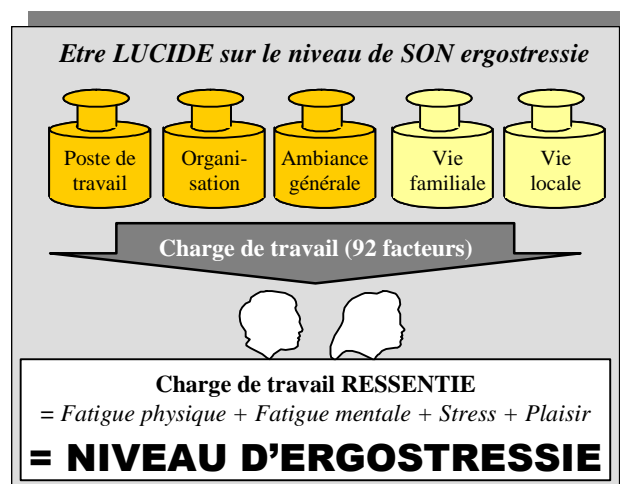 Etre LUCIDE sur le niveau de SON ergostressie
Poste de
travail
Organi-
sation
Ambiance
générale
Vie
familiale
Vie
locale
Charge de travail (92 facteurs)
Charge de travail RESSENTIE
= Fatigue physique + Fatigue mentale + Stress + Plaisir
= NIVEAU D'ERGOSTRESSIE